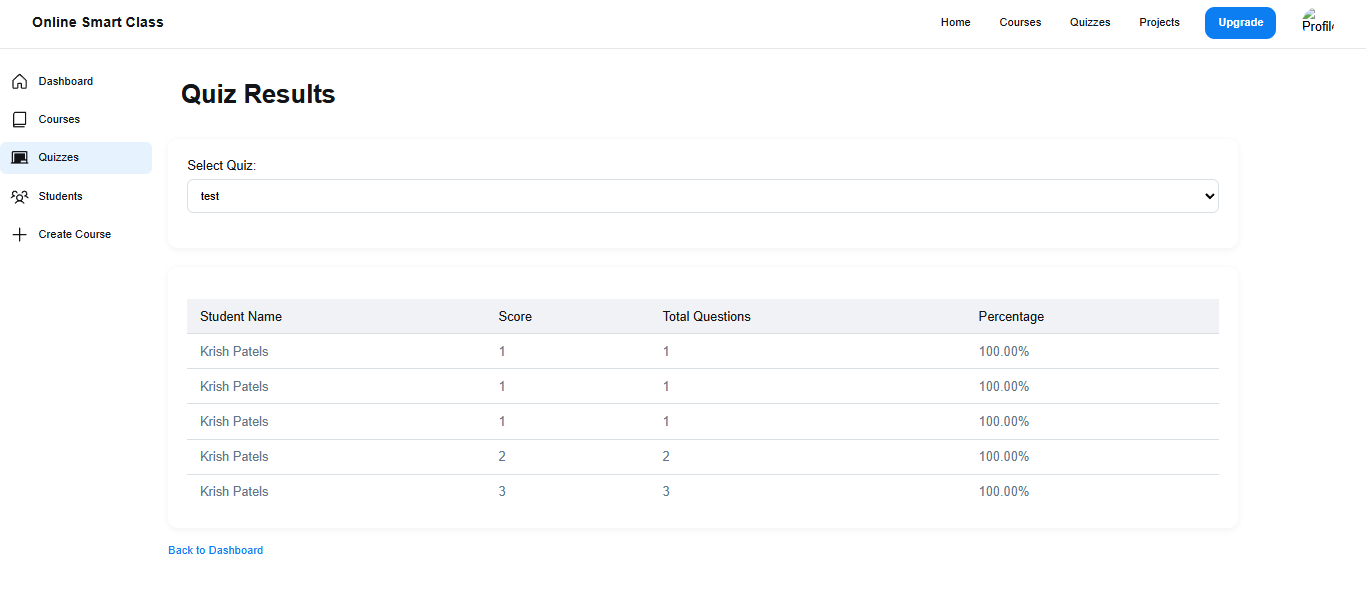 Online Smart Class Home Courses Quizzes Projects Upgrade Profil
Dashboard
Courses
Quizzes
Students
Create Course
Quiz Results
Select Quiz:
test
Student Name Score Total Questions Percentage
Krish Patels 1 1 100.00%
Krish Patels 1 1 100.00%
Krish Patels 1 1 100.00%
Krish Patels 2 2 100.00%
Krish Patels 3 3 100.00%
Back to Dashboard